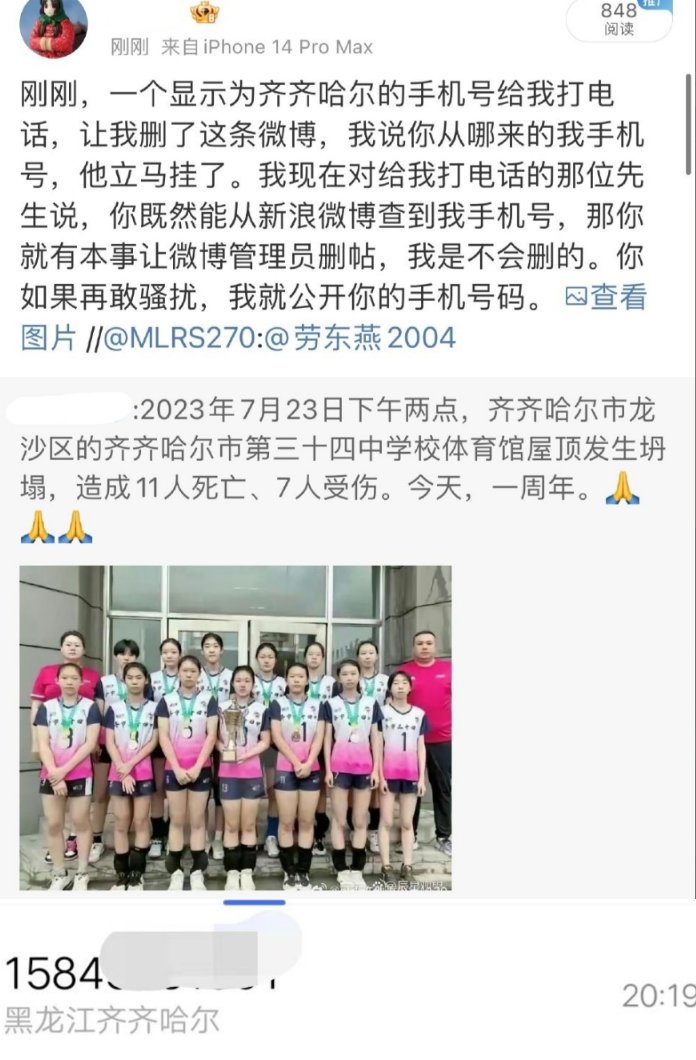 848
推广
阅读
刚刚 来自 iPhone 14 Pro Max
刚刚，一个显示为齐齐哈尔的手机号给我打电
话，让我删了这条微博，我说你从哪来的我手机
号，他立马挂了。我现在对给我打电话的那位先
生说，你既然能从新浪微博查到我手机号，那你
就有本事让微博管理员删帖，我是不会删的。你
如果再敢骚扰，我就公开你的手机号码。 查看
图片 //@MLRS270:@劳东燕2004
:2023年7月23日下午两点，齐齐哈尔市龙
沙区的齐齐哈尔市第三十四中学校体育馆屋顶发生坍
塌，造成11人死亡、7人受伤。今天，一周年。🙏
🙏🙏
1584
20:19
黑龙江齐齐哈尔